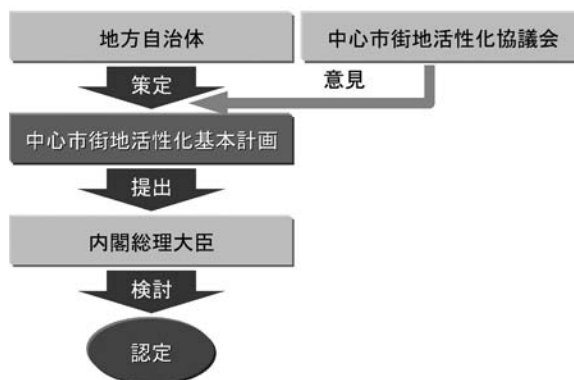 地方自治体
中心市街地活性化協議会
策定
意見
中心市街地活性化基本計画
提出
内閣総理大臣
検討
認定